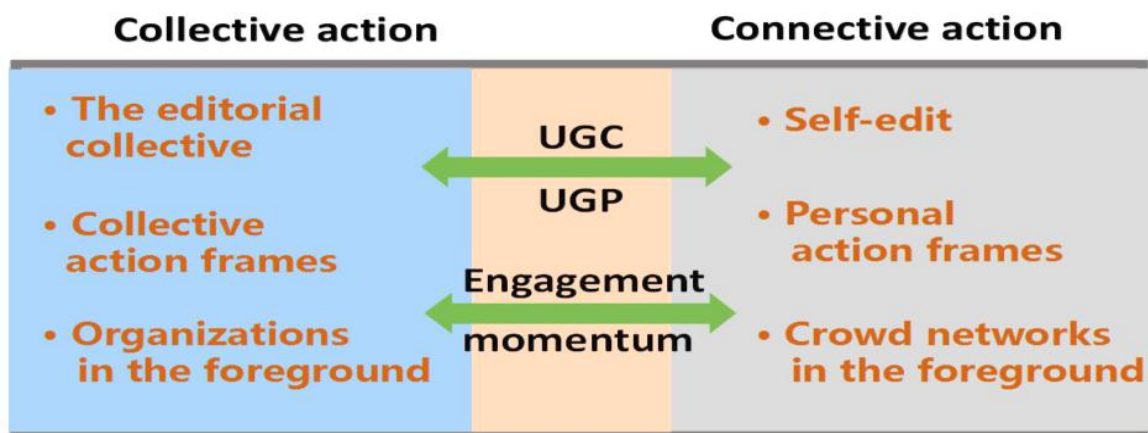 Collective action
Connective action
• The editorial
collective
• Collective
action frames
• Organizations
in the foreground
UGC
UGP
Engagement
momentum
• Self-edit
• Personal
action frames
• Crowd networks
in the foreground